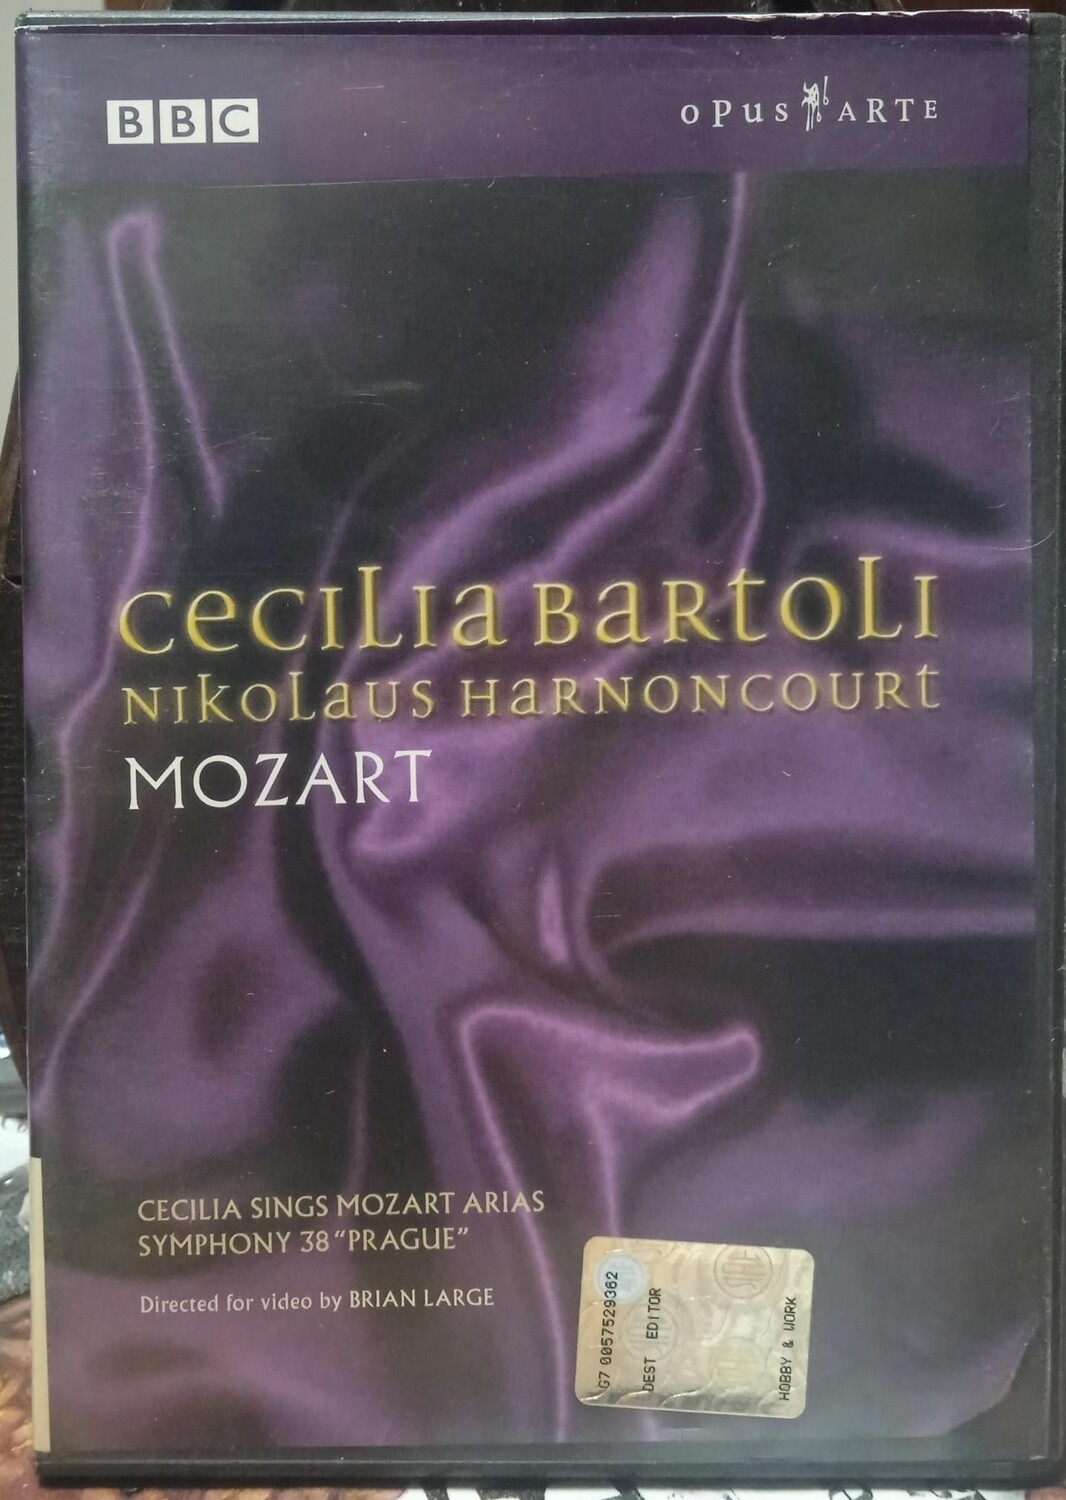 BBC
OPUS ARTE
CECILIA BARTOLI
NIKOLAUS HARNONCOURT
MOZART
CECILIA SINGS MOZART ARIAS
SYMPHONY 38 “PRAGUE”
Directed for video by BRIAN LARGE
G7 0057529362
DEST EDITOR
HOBBY & WORK